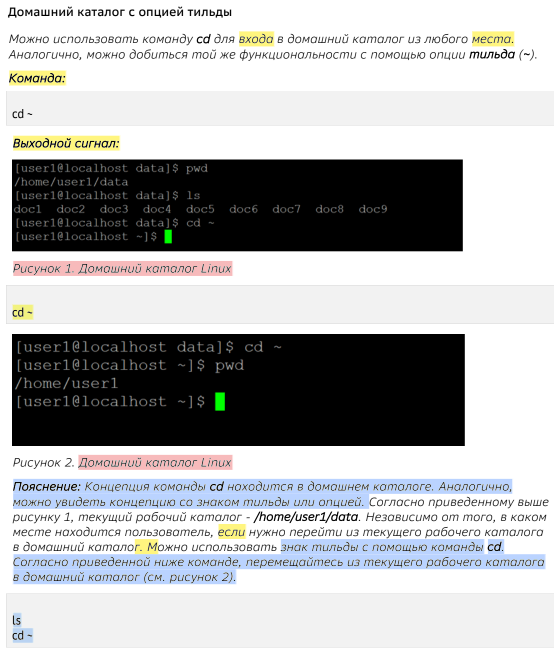 Домашний каталог с опцией тильды
Можно использовать команду cd для входа в домашний каталог из любого места.
Аналогично, можно добиться той же функциональности с помощью опции тильда (~).
Команда:
cd ~
Выходной сигнал:
[user1@localhost data]$ pwd
/home/user1/data
[user1@localhost data]$ ls
doc1 doc2 doc3 doc4 doc5 doc6 doc7 doc8 doc9
[user1@localhost data]$ cd ~
[user1@localhost ~]$
Рисунок 1. Домашний каталог Linux
cd ~
[user1@localhost data]$ cd ~
[user1@localhost ~]$ pwd
/home/user1
[user1@localhost ~]$
Рисунок 2. Домашний каталог Linux
Пояснение: Концепция команды cd находится в домашнем каталоге. Аналогично,
можно увидеть концепцию со знаком тильды или опцией. Согласно приведенному выше
рисунку 1, текущий рабочий каталог - /home/user1/data. Независимо от того, в каком
месте находится пользователь, если нужно перейти из текущего рабочего каталога
в домашний каталог. Можно использовать знак тильды с помощью команды cd.
Согласно приведенной ниже команде, перемещайтесь из текущего рабочего каталога
в домашний каталог (см. рисунок 2).
ls
cd ~